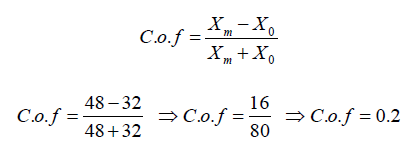 C.o.f = (X_m − X_0) / (X_m + X_0)
C.o.f = (48 − 32) / (48 + 32) ⇒ C.o.f = 16 / 80 ⇒ C.o.f = 0.2